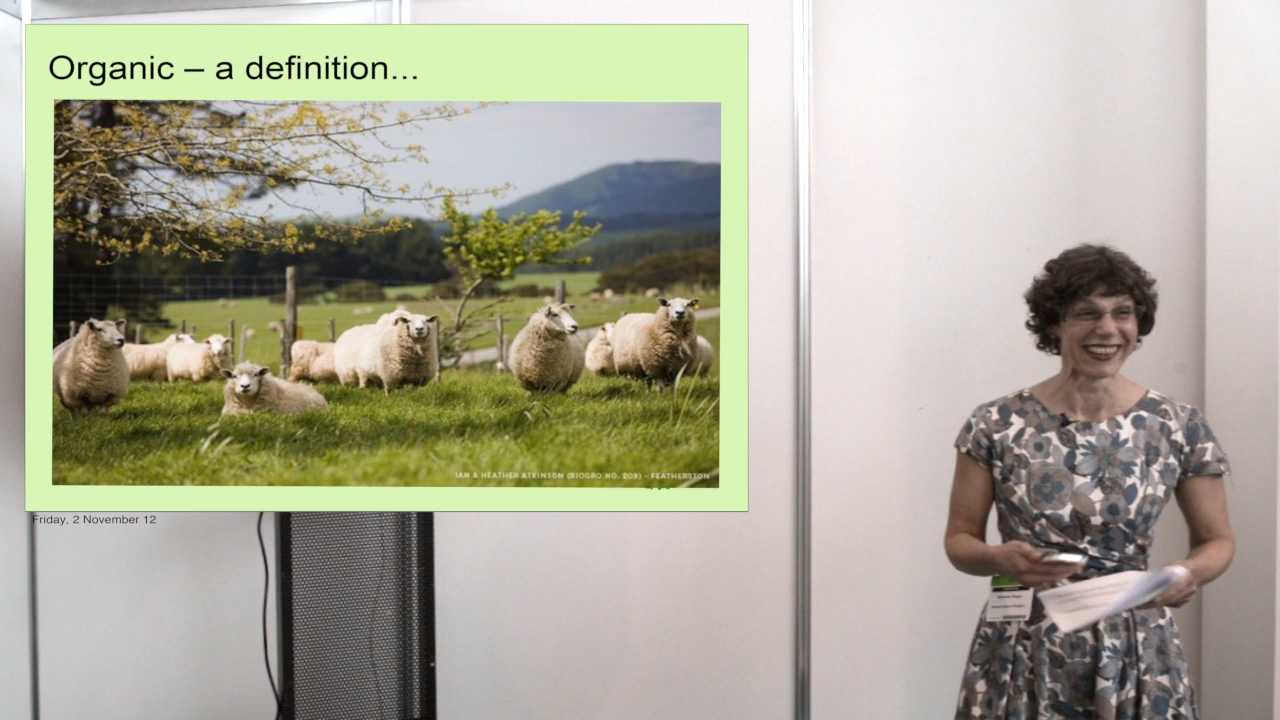 Organic – a definition...
IAN & HEATHER ATKINSON (BIOGRO NO. 209) - FEATHERSTON
Friday, 2 November 12